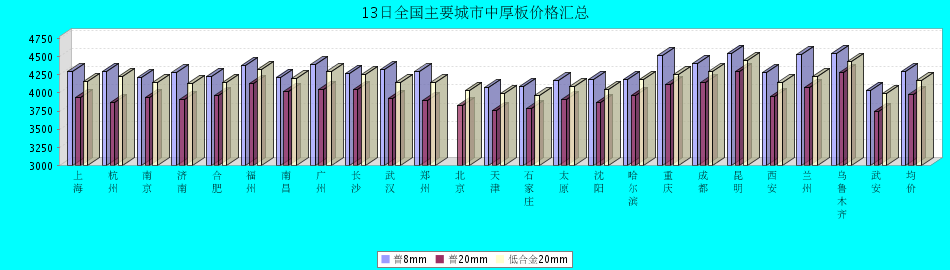 13日全国主要城市中厚板价格汇总
4750
4500
4250
4000
3750
3500
3250
3000
上海
杭州
南京
济南
合肥
福州
南昌
广州
长沙
武汉
郑州
北京
天津
石家庄
太原
沈阳
哈尔滨
重庆
成都
昆明
西安
兰州
乌鲁木齐
武安
均价
普8mm 普20mm 低合金20mm